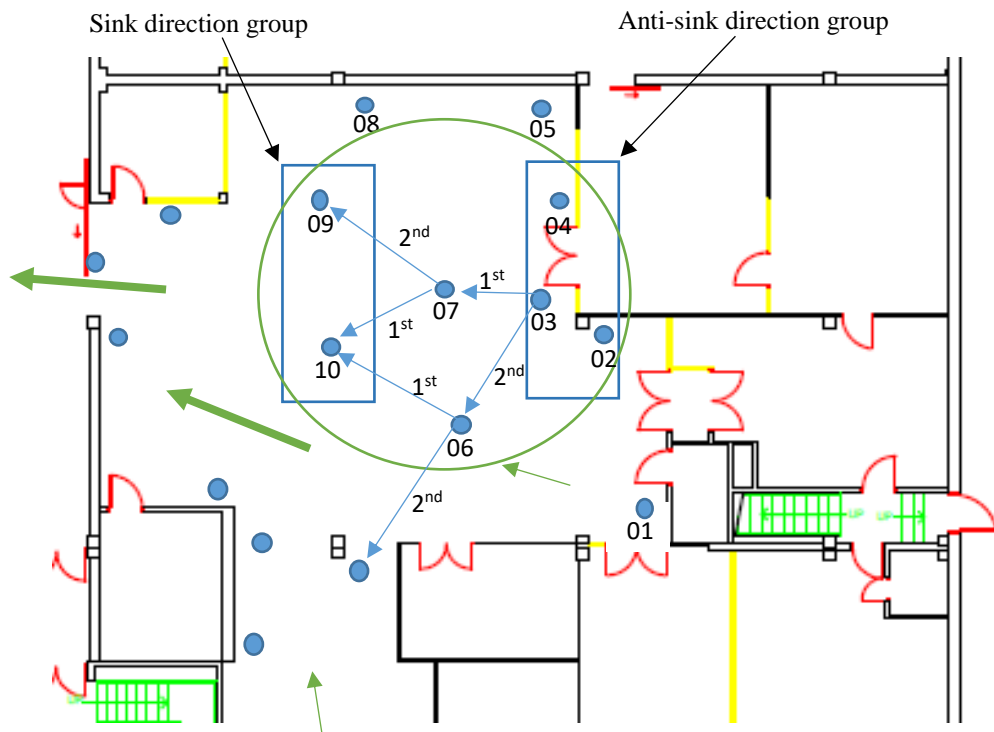 Sink direction group
Anti-sink direction group
08
05
09
04
2nd
1st
07
03
1st
02
10
2nd
1st
06
2nd
01
UP
UP
UP